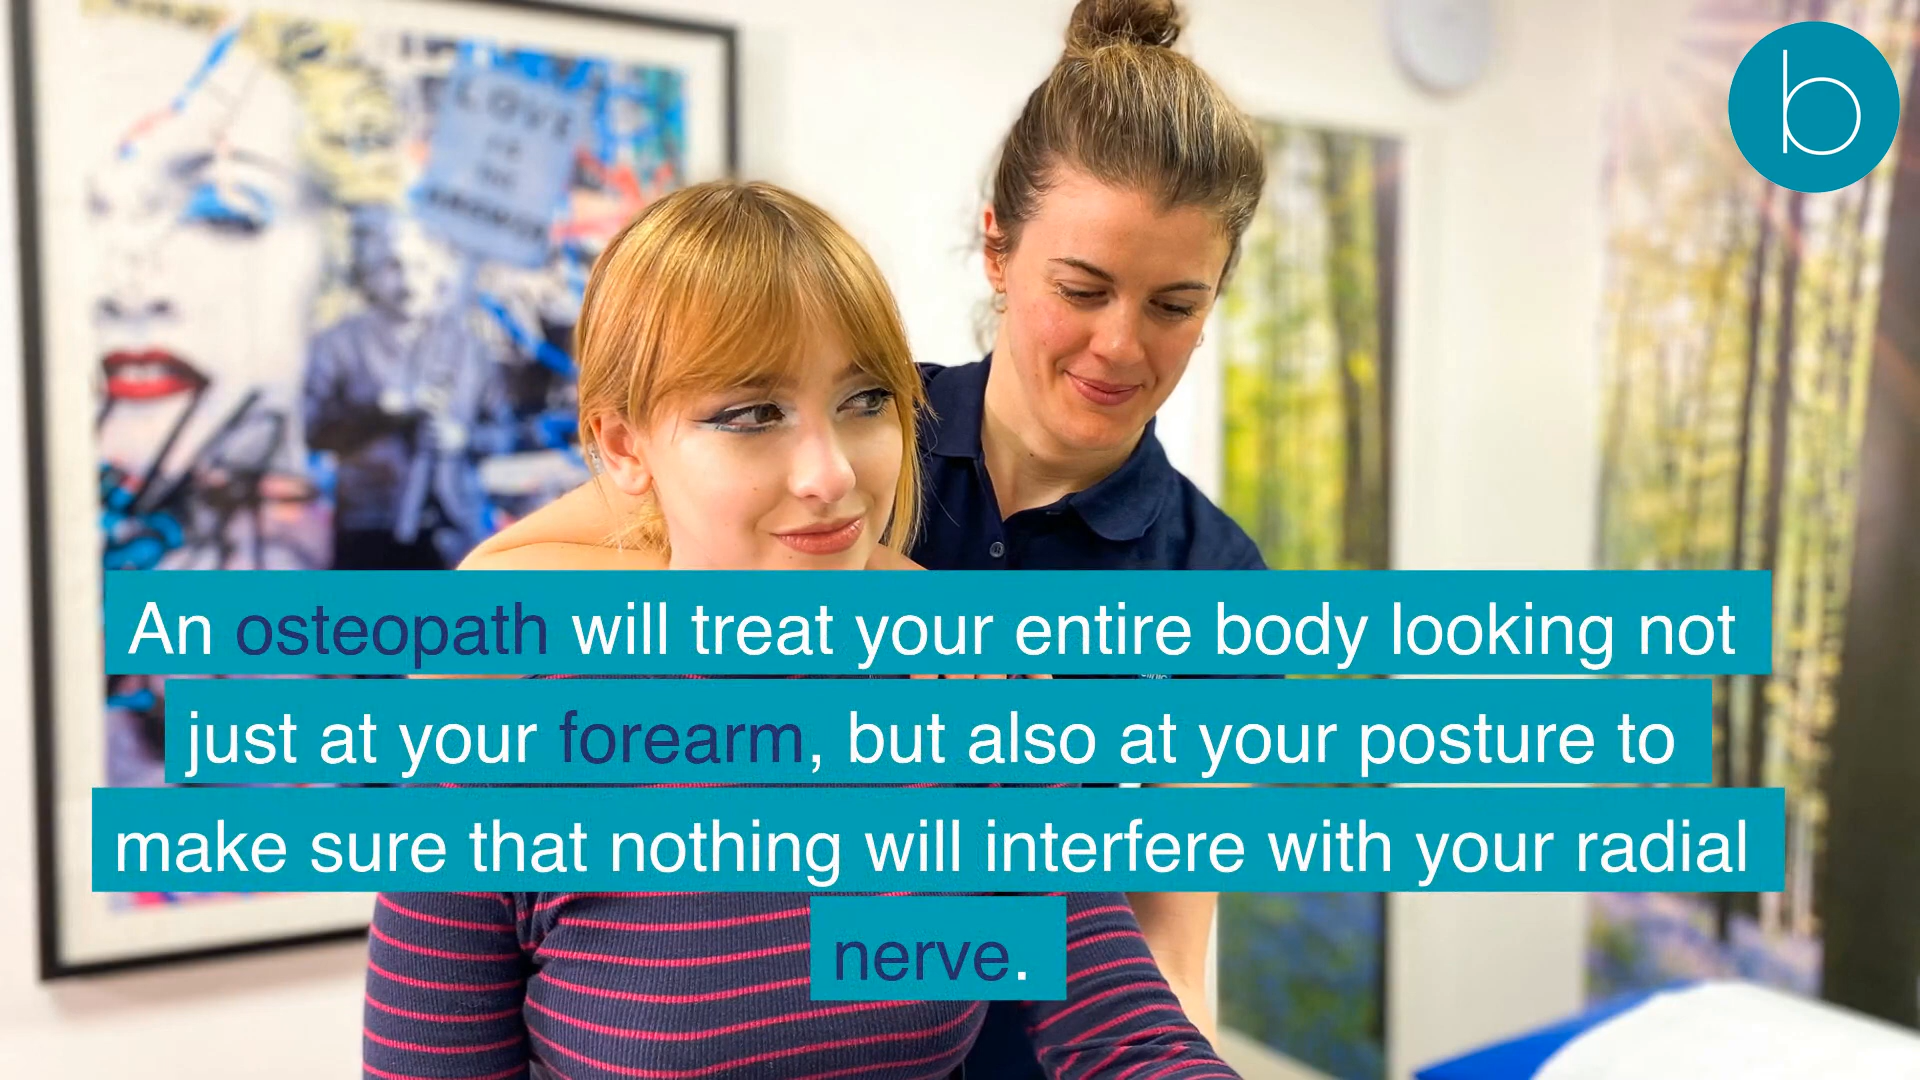 LOVE
b
An osteopath will treat your entire body looking not
just at your forearm, but also at your posture to
make sure that nothing will interfere with your radial
nerve.